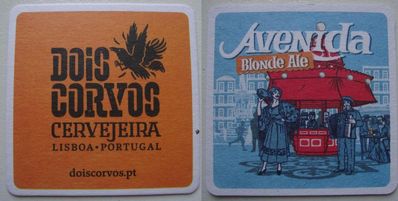 DOIS
CORVOS
CERVEJEIRA
LISBOA • PORTUGAL
doiscorvos.pt
Avenida
Blonde Ale